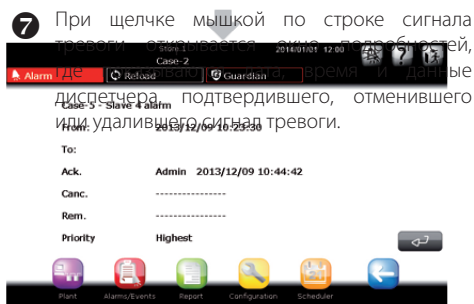 7 При щелчке мышкой по строке сигнала
тревоги открывается окно подробностей,
где указывают дата, время и данные
диспетчера, подтвердившего, отменившего
или удалившего сигнал тревоги.
Store 1 2014/01/01 12:00
Case-2
Alarm Reload Guardian
Case-5 - Slave 4 alarm
From: 2013/12/09 10:23:30
To:
Ack. Admin 2013/12/09 10:44:42
Canc. ----------------
Rem. ----------------
Priority Highest
Plant Alarms/Events Report Configuration Scheduler